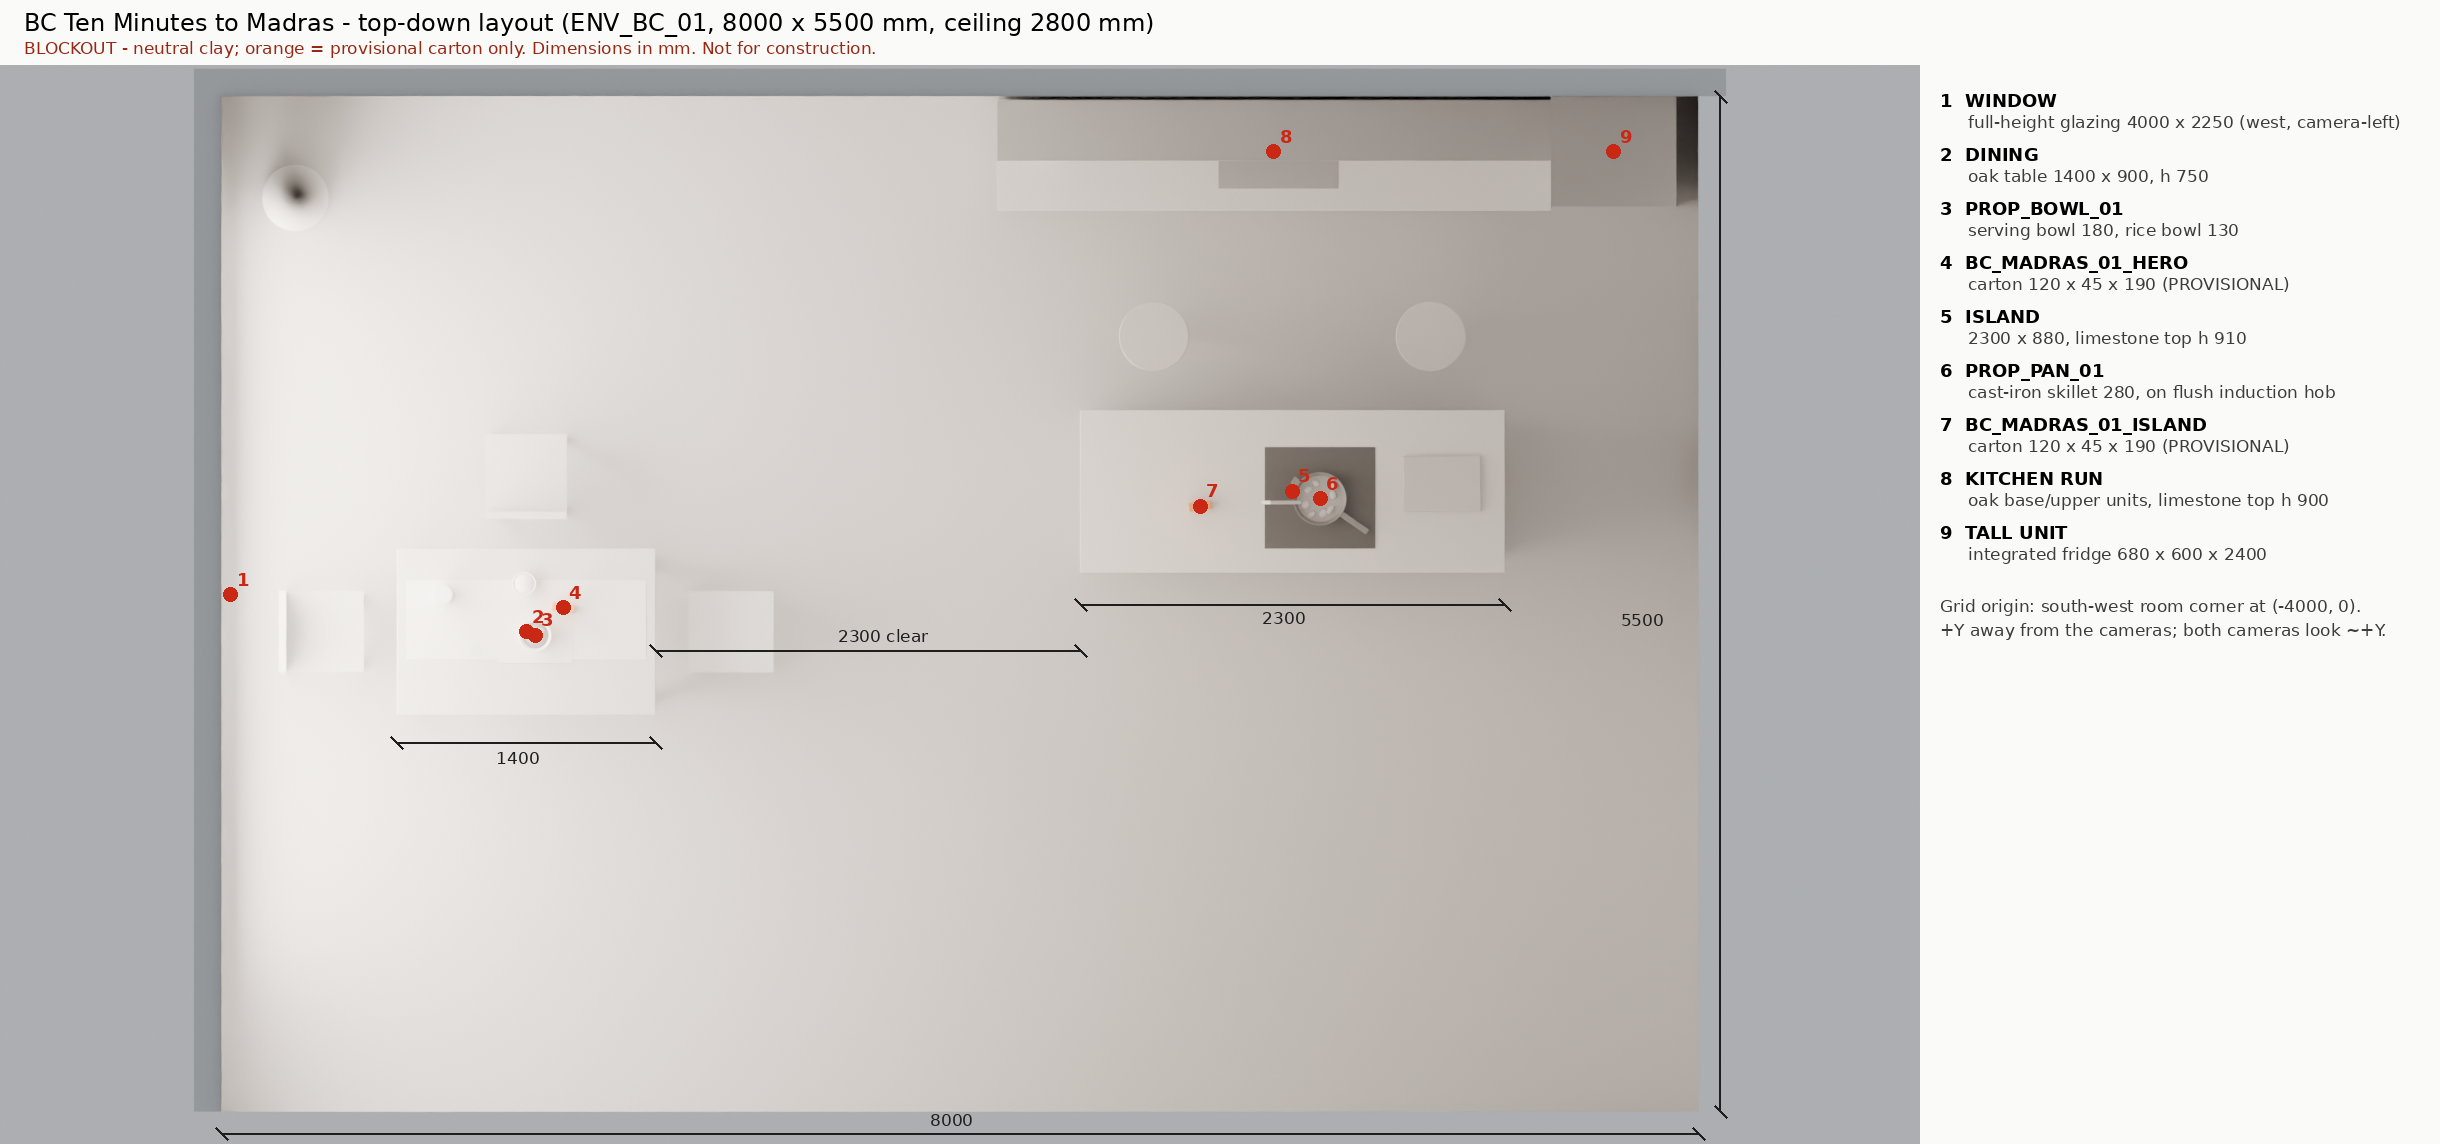 BC Ten Minutes to Madras - top-down layout (ENV_BC_01, 8000 x 5500 mm, ceiling 2800 mm)
BLOCKOUT - neutral clay; orange = provisional carton only. Dimensions in mm. Not for construction.
8
9
5
6
7
1
4
2
3
2300
5500
2300 clear
1400
8000
1 WINDOW
full-height glazing 4000 x 2250 (west, camera-left)
2 DINING
oak table 1400 x 900, h 750
3 PROP_BOWL_01
serving bowl 180, rice bowl 130
4 BC_MADRAS_01_HERO
carton 120 x 45 x 190 (PROVISIONAL)
5 ISLAND
2300 x 880, limestone top h 910
6 PROP_PAN_01
cast-iron skillet 280, on flush induction hob
7 BC_MADRAS_01_ISLAND
carton 120 x 45 x 190 (PROVISIONAL)
8 KITCHEN RUN
oak base/upper units, limestone top h 900
9 TALL UNIT
integrated fridge 680 x 600 x 2400
Grid origin: south-west room corner at (-4000, 0).
+Y away from the cameras; both cameras look ~+Y.